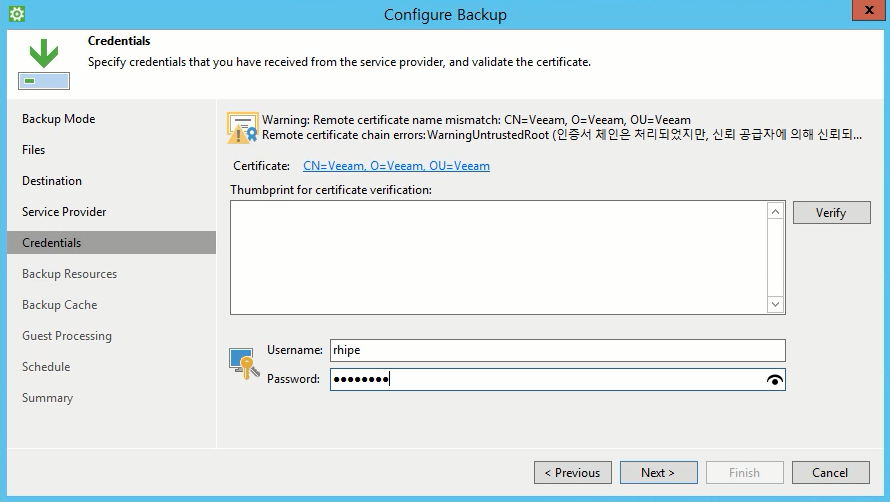 Configure Backup
x
Credentials
Specify credentials that you have received from the service provider, and validate the certificate.
Backup Mode
Files
Destination
Service Provider
Credentials
Backup Resources
Backup Cache
Guest Processing
Schedule
Summary
Warning: Remote certificate name mismatch: CN=Veeam, O=Veeam, OU=Veeam
Remote certificate chain errors:WarningUntrustedRoot (인증서 체인은 처리되었지만, 신뢰 공급자에 의해 신뢰되...
Certificate: CN=Veeam, O=Veeam, OU=Veeam
Thumbprint for certificate verification:
Verify
Username: rhipe
Password: ●●●●●●●●
< Previous Next > Finish Cancel